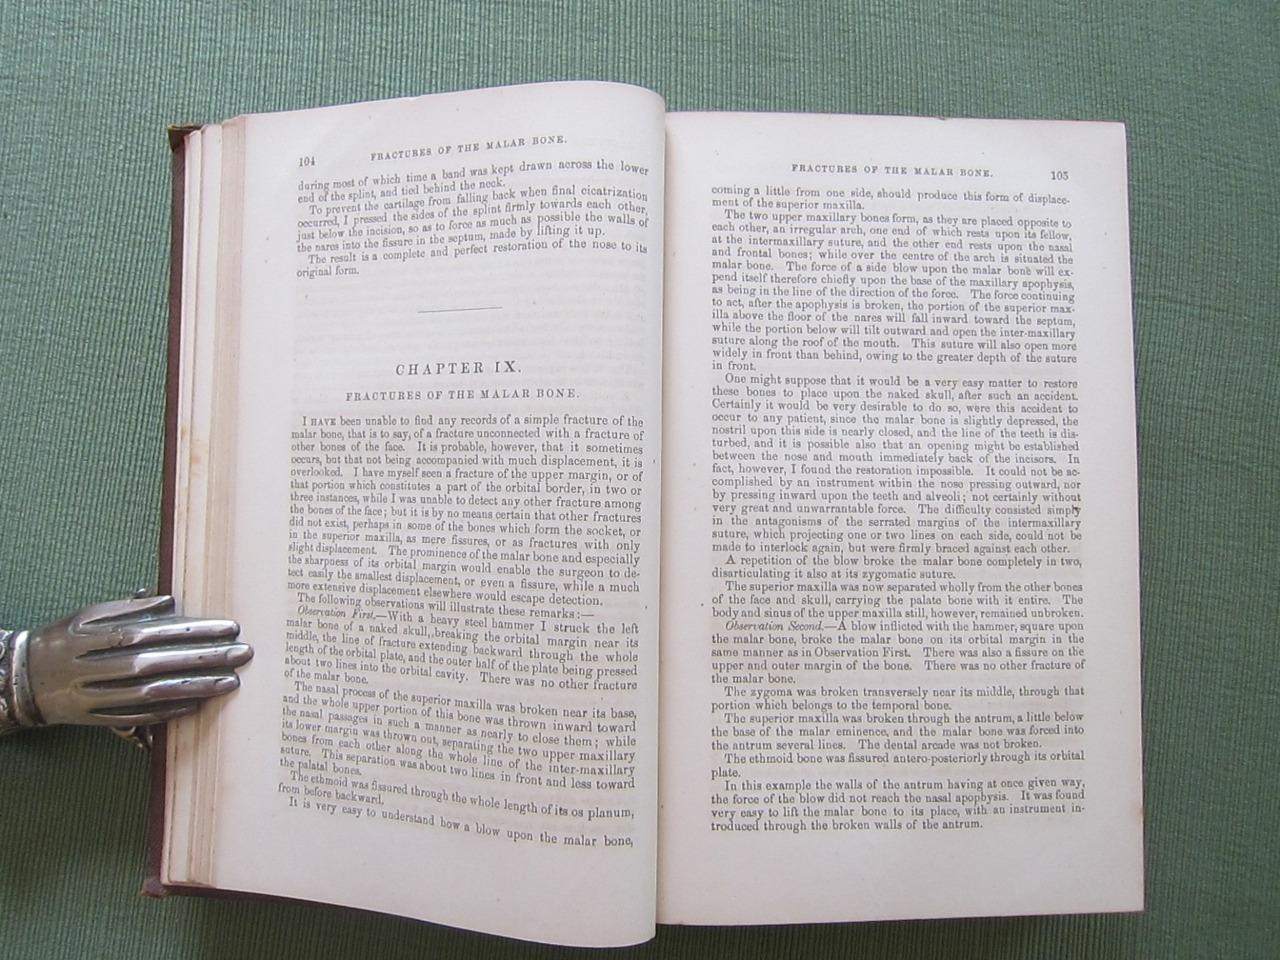 104
FRACTURES OF THE MALAR BONE.
during most of which time a band was kept drawn across the lower
end of the splint, and tied behind the neck.
To prevent the cartilage from falling back when final cicatrization
occurred, I pressed the sides of the splint firmly towards each other,
just below the incision, so as to force as much as possible the walls of
the nares into the fissure in the septum, made by lifting it up.
The result is a complete and perfect restoration of the nose to its
original form.
CHAPTER IX.
FRACTURES OF THE MALAR BONE.
I HAVE been unable to find any records of a simple fracture of the
malar bone, that is to say, of a fracture unconnected with a fracture of
other bones of the face. It is probable, however, that it sometimes
occurs, but that not being accompanied with much displacement, it is
overlooked. I have myself seen a fracture of the upper margin, or of
that portion which constitutes a part of the orbital border, in two or
three instances, while I was unable to detect any other fracture among
the bones of the face; but it is by no means certain that other fractures
did not exist, perhaps in some of the bones which form the socket, or
in the superior maxilla, as mere fissures, or as fractures with only
slight displacement. The prominence of the malar bone and especially
the sharpness of its orbital margin would enable the surgeon to de-
tect easily the smallest displacement, or even a fissure, while a much
more extensive displacement elsewhere would escape detection.
The following observations will illustrate these remarks:—
Observation First.—With a heavy steel hammer I struck the left
malar bone of a naked skull, breaking the orbital margin near its
middle, the line of fracture extending backward through the whole
length of the orbital plate, and the outer half of the plate being pressed
about two lines into the orbital cavity. There was no other fracture
of the malar bone.
The nasal process of the superior maxilla was broken near its base,
and the whole upper portion of this bone was thrown inward toward
the nasal passages in such a manner as nearly to close them; while
its lower margin was thrown out, separating the two upper maxillary
bones from each other along the whole line of the inter-maxillary
suture. This separation was about two lines in front and less toward
the palatal bones.
The ethmoid was fissured through the whole length of its os planum,
from before backward.
It is very easy to understand how a blow upon the malar bone,
FRACTURES OF THE MALAR BONE.
105
coming a little from one side, should produce this form of displace-
ment of the superior maxilla.
The two upper maxillary bones form, as they are placed opposite to
each other, an irregular arch, one end of which rests upon its fellow,
at the intermaxillary suture, and the other end rests upon the nasal
and frontal bones; while over the centre of the arch is situated the
malar bone. The force of a side blow upon the malar bone will ex-
pend itself therefore chiefly upon the base of the maxillary apophysis,
as being in the line of the direction of the force. The force continuing
to act, after the apophysis is broken, the portion of the superior max-
illa above the floor of the nares will fall inward toward the septum,
while the portion below will tilt outward and open the inter-maxillary
suture along the roof of the mouth. This suture will also open more
widely in front than behind, owing to the greater depth of the suture
in front.
One might suppose that it would be a very easy matter to restore
these bones to place upon the naked skull, after such an accident.
Certainly it would be very desirable to do so, were this accident to
occur to any patient, since the malar bone is slightly depressed, the
nostril upon this side is nearly closed, and the line of the teeth is dis-
turbed, and it is possible also that an opening might be established
between the nose and mouth immediately back of the incisors. In
fact, however, I found the restoration impossible. It could not be ac-
complished by an instrument within the nose pressing outward, nor
by pressing inward upon the teeth and alveoli; not certainly without
very great and unwarrantable force. The difficulty consisted simply
in the antagonisms of the serrated margins of the intermaxillary
suture, which projecting one or two lines on each side, could not be
made to interlock again, but were firmly braced against each other.
A repetition of the blow broke the malar bone completely in two,
disarticulating it also at its zygomatic suture.
The superior maxilla was now separated wholly from the other bones
of the face and skull, carrying the palate bone with it entire. The
body and sinus of the upper maxilla still, however, remained unbroken.
Observation Second.—A blow inflicted with the hammer, square upon
the malar bone, broke the malar bone on its orbital margin in the
same manner as in Observation First. There was also a fissure on the
upper and outer margin of the bone. There was no fracture of
the malar bone.
The zygoma was broken transversely near its middle, through that
portion which belongs to the temporal bone.
The superior maxilla was broken through the antrum, a little below
the base of the malar eminence, and the malar bone was forced into
the antrum several lines. The dental arcade was not broken.
The ethmoid bone was fissured antero-posteriorly through its orbital
plate.
In this example the walls of the antrum having at once given way,
the force of the blow did not reach the nasal apophysis. It was found
very easy to lift the malar bone to its place, with an instrument in-
troduced through the broken walls of the antrum.